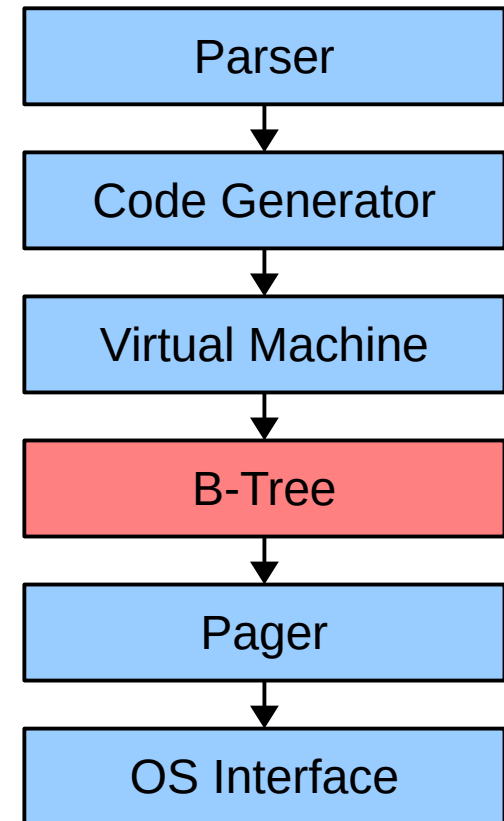 Parser
Code Generator
Virtual Machine
B-Tree
Pager
OS Interface